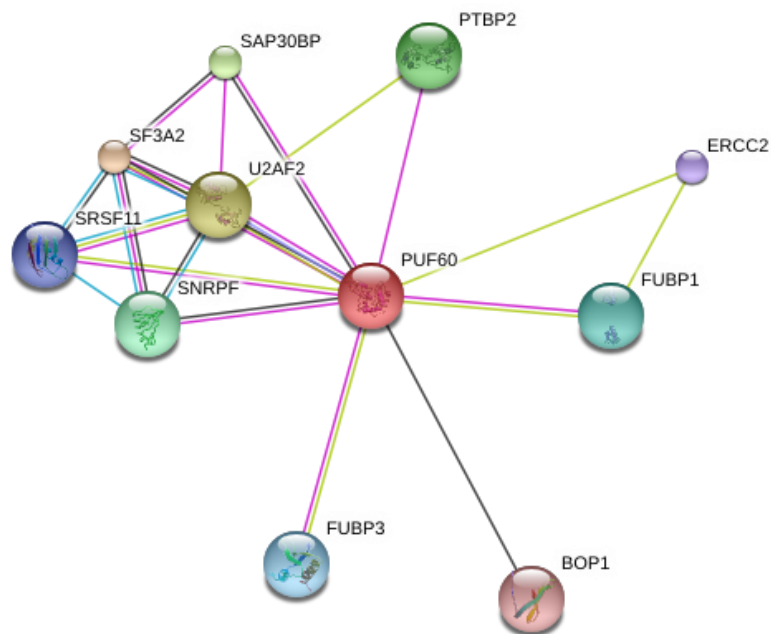 PTBP2
SAP30BP
SF3A2
ERCC2
U2AF2
SRSF11
PUF60
SNRPF
FUBP1
FUBP3
BOP1